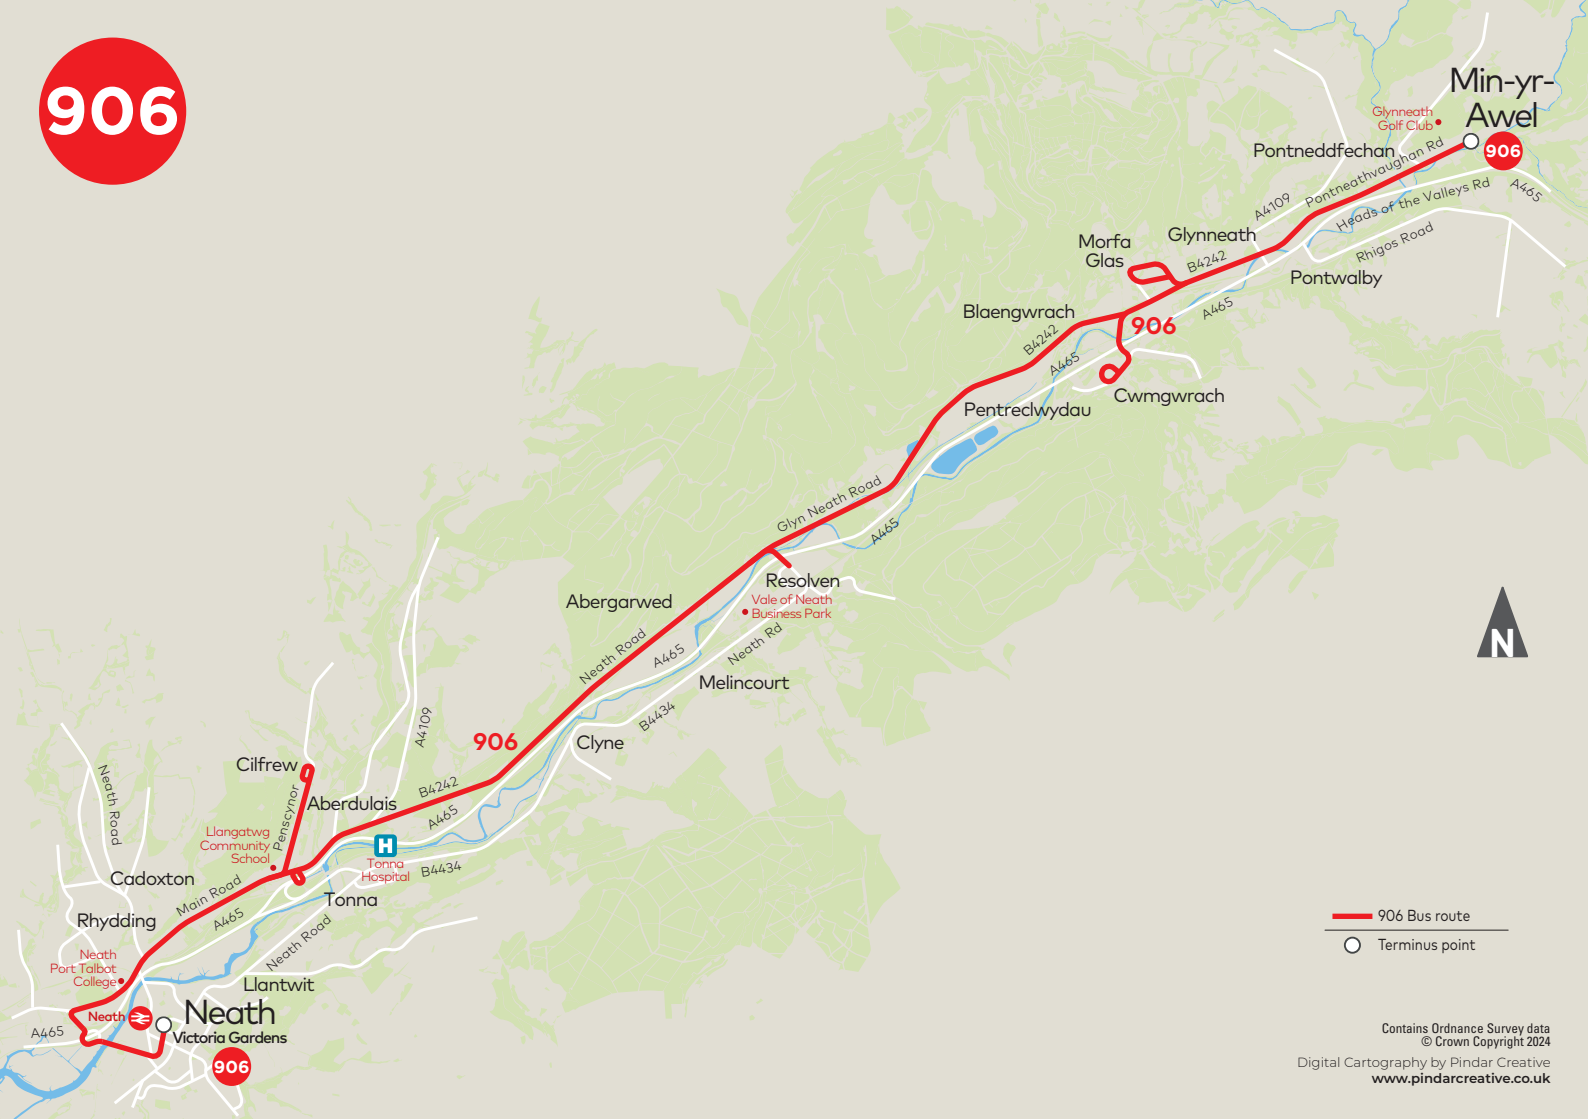 906
Min-yr-
Awel
Glynneath
Golf Club
906
Pontneddfechan
Pontneathvaughan Rd
A4109
Heads of the Valleys Rd
A465
Rhigos Road
Morfa
Glas
Glynneath
B4242
Pontwalby
A465
Blaengwrach
906
B4242
A465
Cwmgwrach
Pentreclwydau
Glyn Neath Road
A465
Resolven
Abergarwed
Vale of Neath
Business Park
Neath Road
A465
Neath Rd
Melincourt
N
B4434
A4109
906
Clyne
Cilfrew
Neath Road
Penscynor
Aberdulais
B4242
A465
Llangatwg
Community
School
H
Tonna
Hospital
B4434
Cadoxton
Main Road
Tonna
Rhydding
A465
Neath Road
Neath
Port Talbot
College
Llantwit
Neath
Neath
Victoria Gardens
A465
906
906 Bus route
Terminus point
Contains Ordnance Survey data
© Crown Copyright 2024
Digital Cartography by Pindar Creative
www.pindarcreative.co.uk